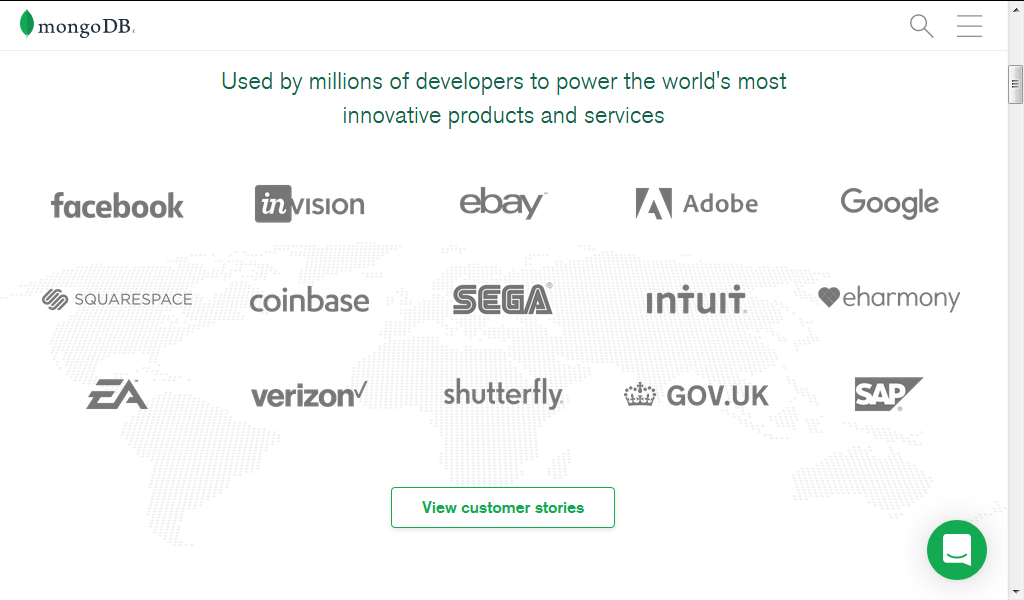 mongoDB.
Used by millions of developers to power the world's most
innovative products and services
facebook
inVISION
ebay™
Adobe
Google
SQUARESPACE
coinbase
SEGA®
intuit.
eharmony
EA
verizon✓
shutterfly.
GOV.UK
SAP®
View customer stories